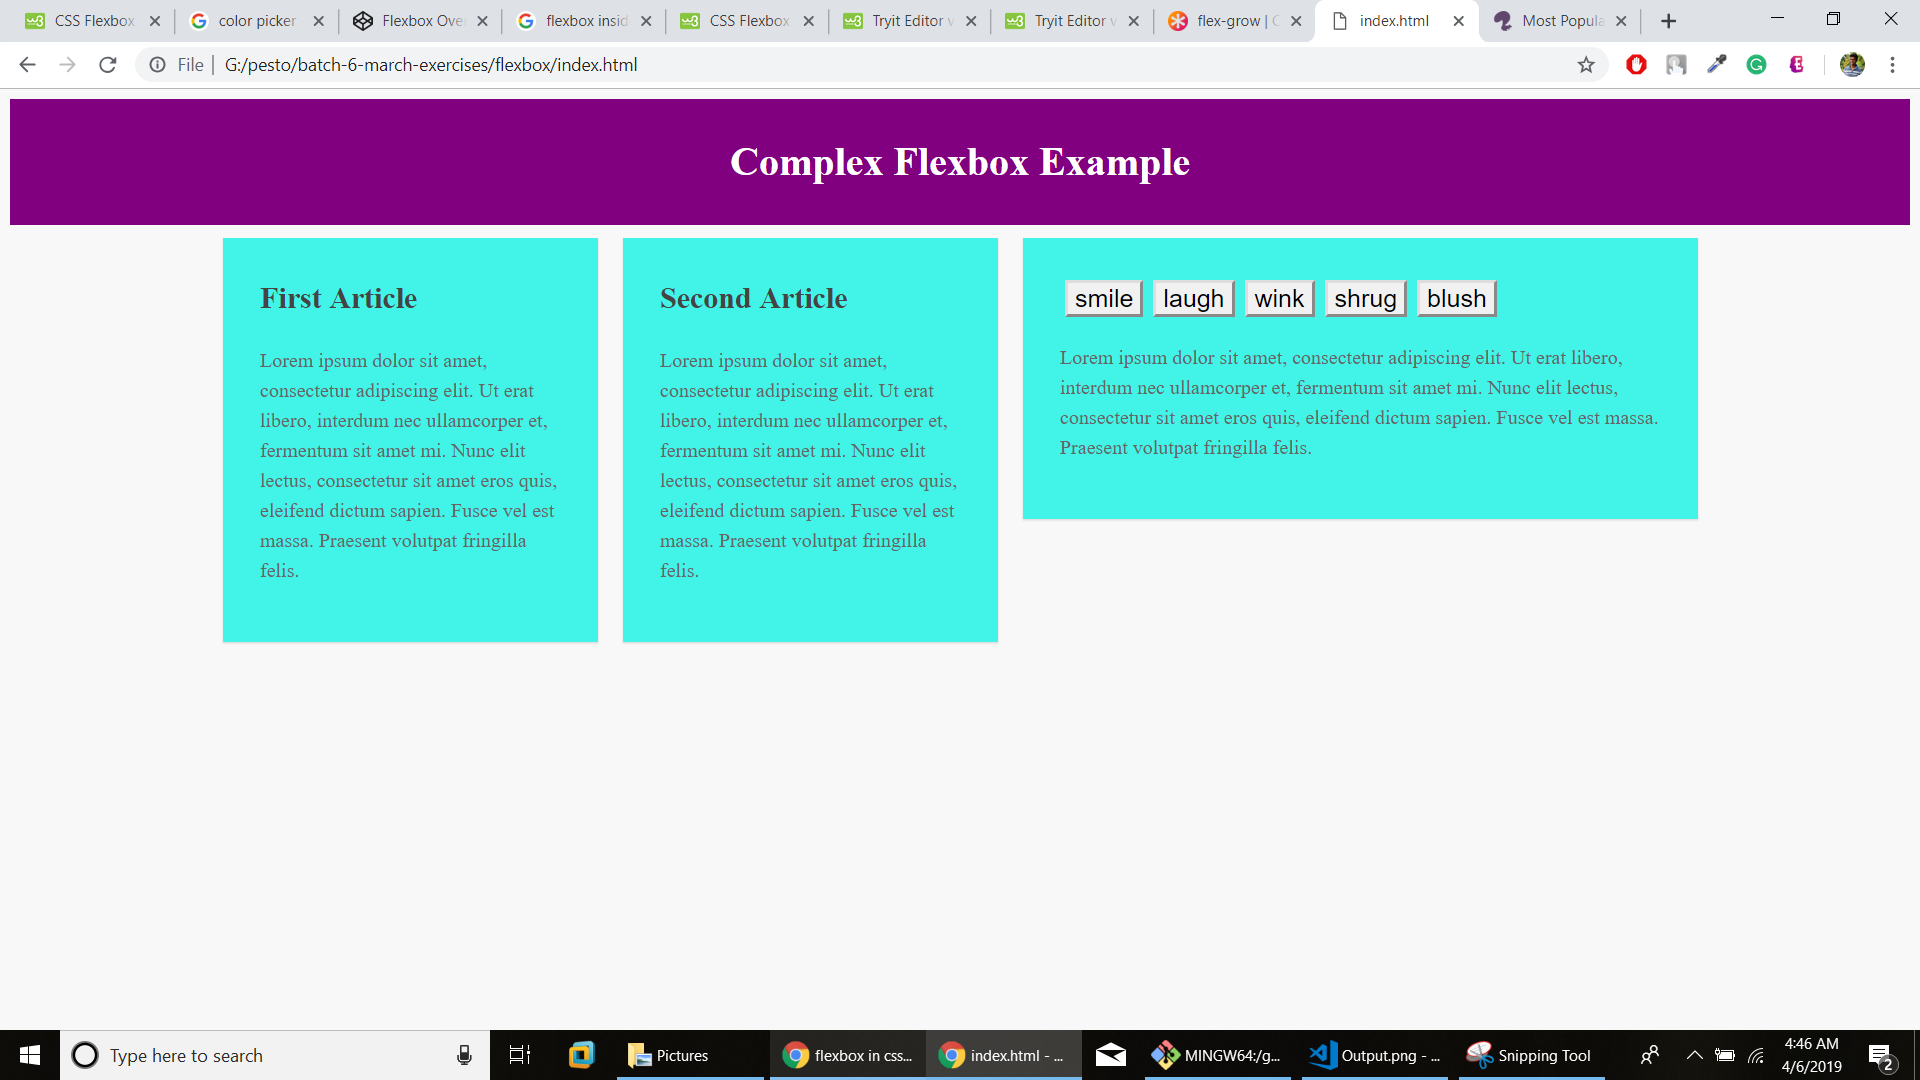 CSS Flexbox
color picker
Flexbox Ove
flexbox insid
CSS Flexbox
Tryit Editor v
Tryit Editor v
flex-grow | C
index.html
Most Popula
File | G:/pesto/batch-6-march-exercises/flexbox/index.html
Complex Flexbox Example
First Article
Lorem ipsum dolor sit amet,
consectetur adipiscing elit. Ut erat
libero, interdum nec ullamcorper et,
fermentum sit amet mi. Nunc elit
lectus, consectetur sit amet eros quis,
eleifend dictum sapien. Fusce vel est
massa. Praesent volutpat fringilla
felis.
Second Article
Lorem ipsum dolor sit amet,
consectetur adipiscing elit. Ut erat
libero, interdum nec ullamcorper et,
fermentum sit amet mi. Nunc elit
lectus, consectetur sit amet eros quis,
eleifend dictum sapien. Fusce vel est
massa. Praesent volutpat fringilla
felis.
smile laugh wink shrug blush
Lorem ipsum dolor sit amet, consectetur adipiscing elit. Ut erat libero,
interdum nec ullamcorper et, fermentum sit amet mi. Nunc elit lectus,
consectetur sit amet eros quis, eleifend dictum sapien. Fusce vel est massa.
Praesent volutpat fringilla felis.
Type here to search
Pictures
flexbox in css...
index.html - ...
MINGW64:/g...
Output.png - ...
Snipping Tool
4:46 AM
4/6/2019
2